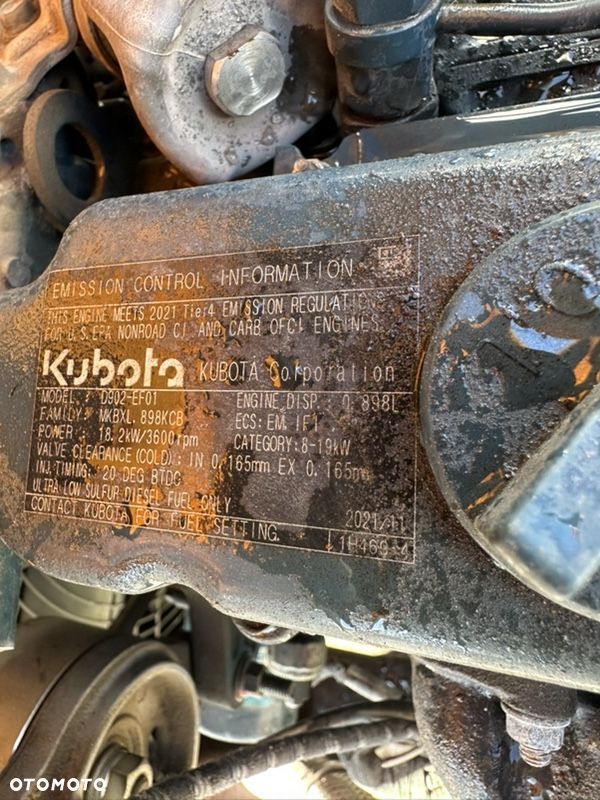 EMISSION CONTROL INFORMATION
THIS ENGINE MEETS 2021 Tier4 EMISSION REGULATIONS
FOR U.S. EPA NONROAD CI AND CARB OFCI ENGINES
Kubota KUBOTA Corporation
MODEL : D902-EF01 ENGINE DISP. 0.898L
FAMILY: MKBXL.898KCB ECS: EM, IFI
POWER : 18.2kW/3600rpm CATEGORY: 8-19kW
VALVE CLEARANCE (COLD): IN 0.165mm EX 0.165mm
INJ.TIMING: 20 DEG BTDC
ULTRA LOW SULFUR DIESEL FUEL ONLY
CONTACT KUBOTA FOR FUEL SETTING. 2021/11
OTOMOTO